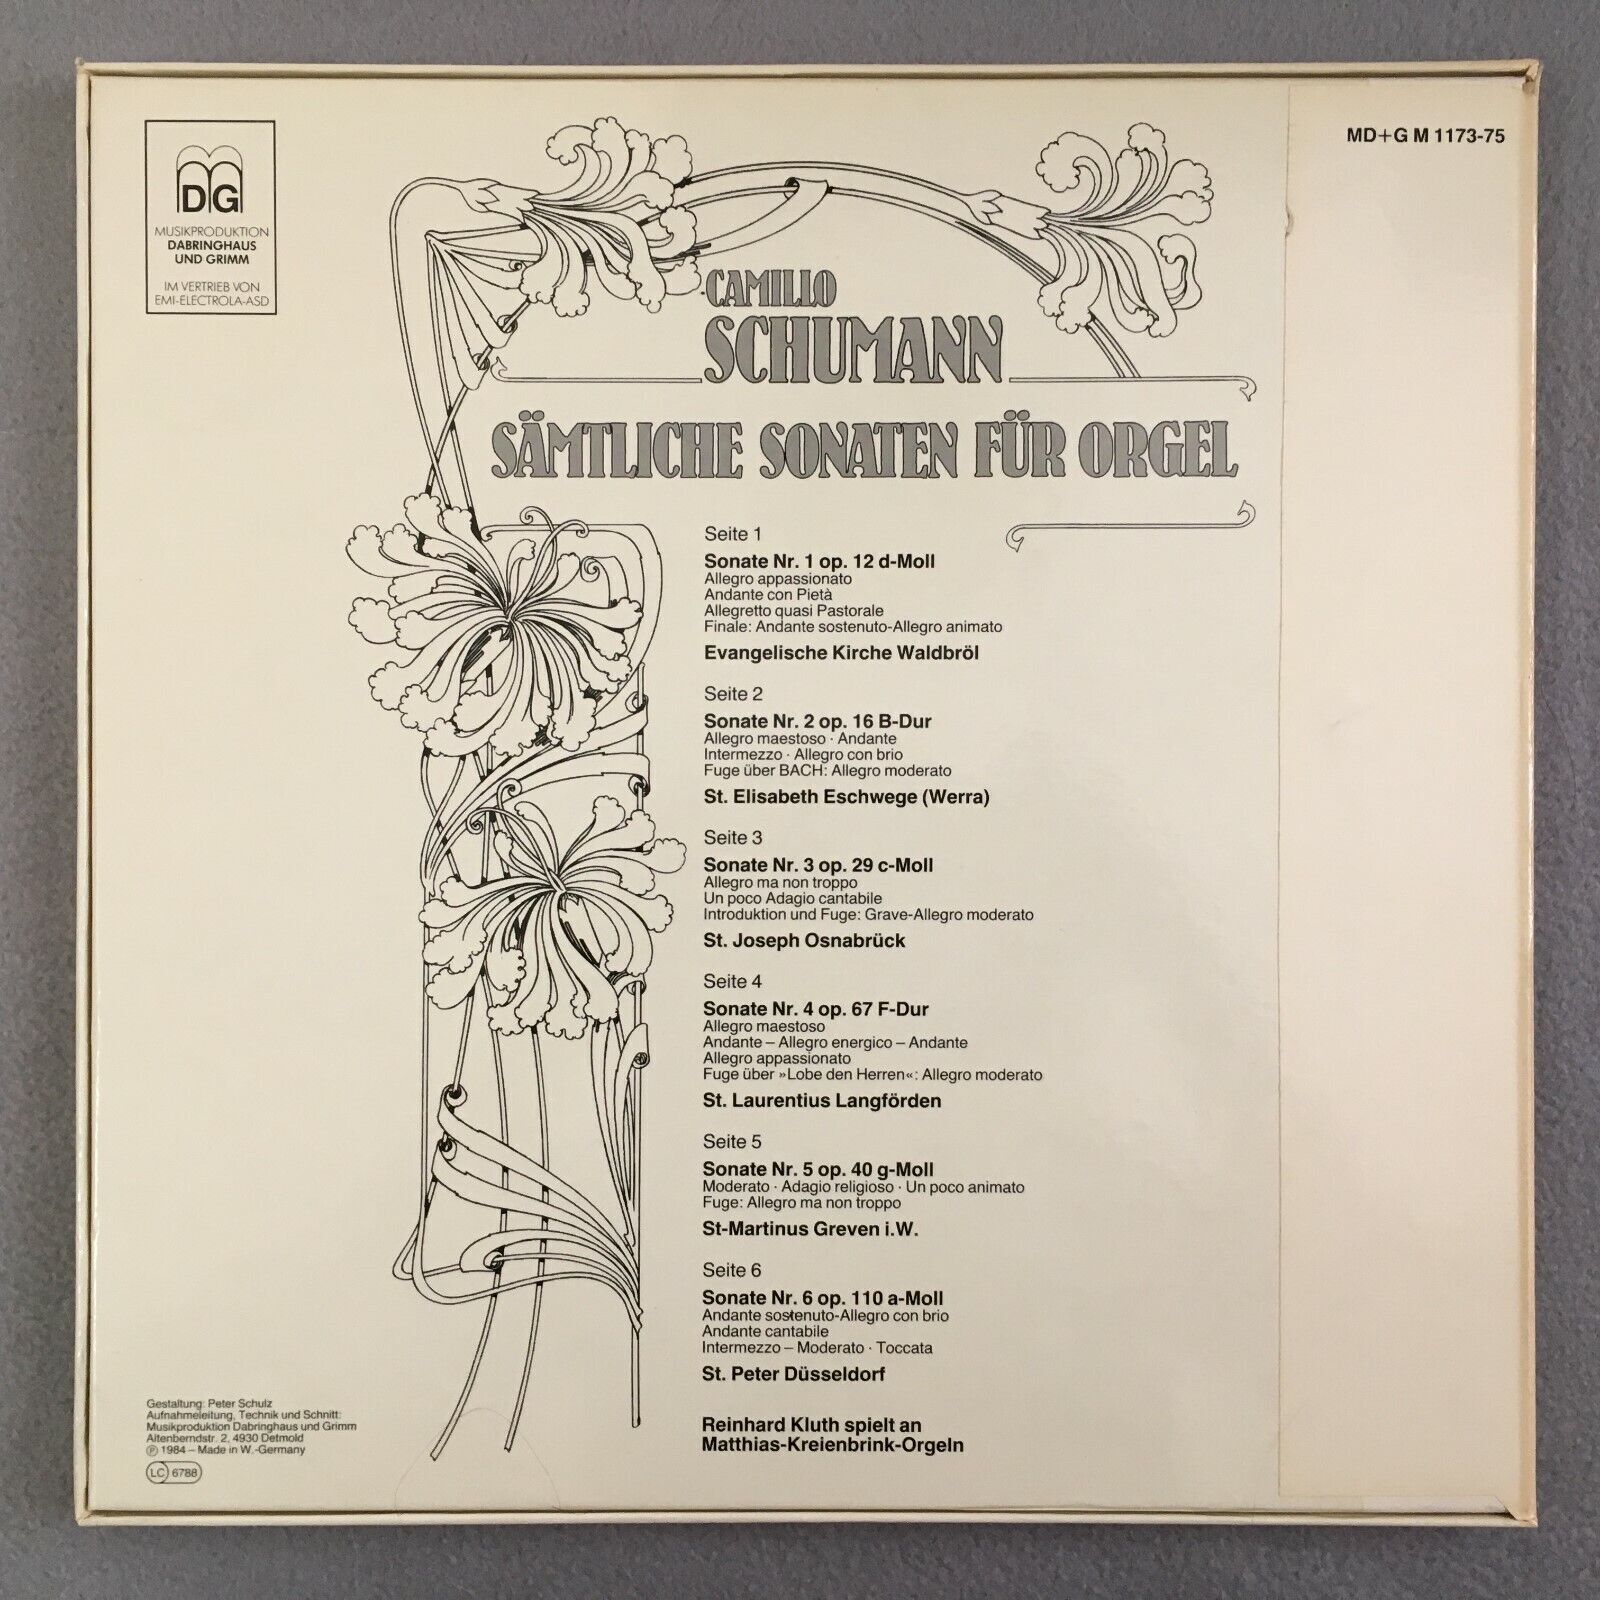 DG
MUSIKPRODUKTION
DABRINGHAUS
UND GRIMM
IM VERTRIEB VON
EMI-ELECTROLA-ASD
MD+G M 1173-75
CAMILLO
SCHUMANN
SÄMTLICHE SONATEN FÜR ORGEL
Seite 1
Sonate Nr. 1 op. 12 d-Moll
Allegro appassionato
Andante con Pietà
Allegretto quasi Pastorale
Finale: Andante sostenuto-Allegro animato
Evangelische Kirche Waldbröl
Seite 2
Sonate Nr. 2 op. 16 B-Dur
Allegro maestoso · Andante
Intermezzo · Allegro con brio
Fuge über BACH: Allegro moderato
St. Elisabeth Eschwege (Werra)
Seite 3
Sonate Nr. 3 op. 29 c-Moll
Allegro ma non troppo
Un poco Adagio cantabile
Introduktion und Fuge: Grave-Allegro moderato
St. Joseph Osnabrück
Seite 4
Sonate Nr. 4 op. 67 F-Dur
Allegro maestoso
Andante – Allegro energico – Andante
Allegro appassionato
Fuge über »Lobe den Herren«: Allegro moderato
St. Laurentius Langförden
Seite 5
Sonate Nr. 5 op. 40 g-Moll
Moderato · Adagio religioso · Un poco animato
Fuge: Allegro ma non troppo
St-Martinus Greven i.W.
Seite 6
Sonate Nr. 6 op. 110 a-Moll
Andante sostenuto-Allegro con brio
Andante cantabile
Intermezzo – Moderato · Toccata
St. Peter Düsseldorf
Reinhard Kluth spielt an
Matthias-Kreienbrink-Orgeln
Gestaltung: Peter Schulz
Aufnahmeleitung, Technik und Schnitt:
Musikproduktion Dabringhaus und Grimm
Altenberndstr. 2, 4930 Detmold
℗ 1984 – Made in W.-Germany
LC 6788